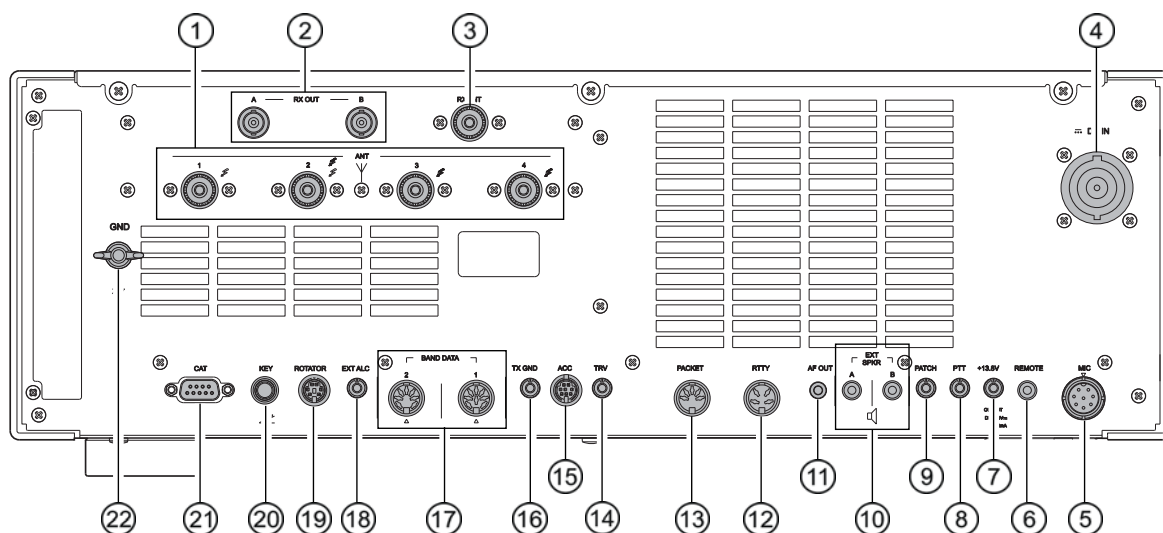 1 2 3 4
A RX OUT B
ANT
1 2 3 4
GND
CAT
KEY
ROTATOR
EXT ALC
BAND DATA
2 1
TX GND
ACC
TRV
PACKET
RTTY
AF OUT
EXT
SPKR
A B
PATCH
PTT
+13.8V
REMOTE
MIC
22 21 20 19 18 17 16 15 14 13 12 11 10 9 8 7 6 5